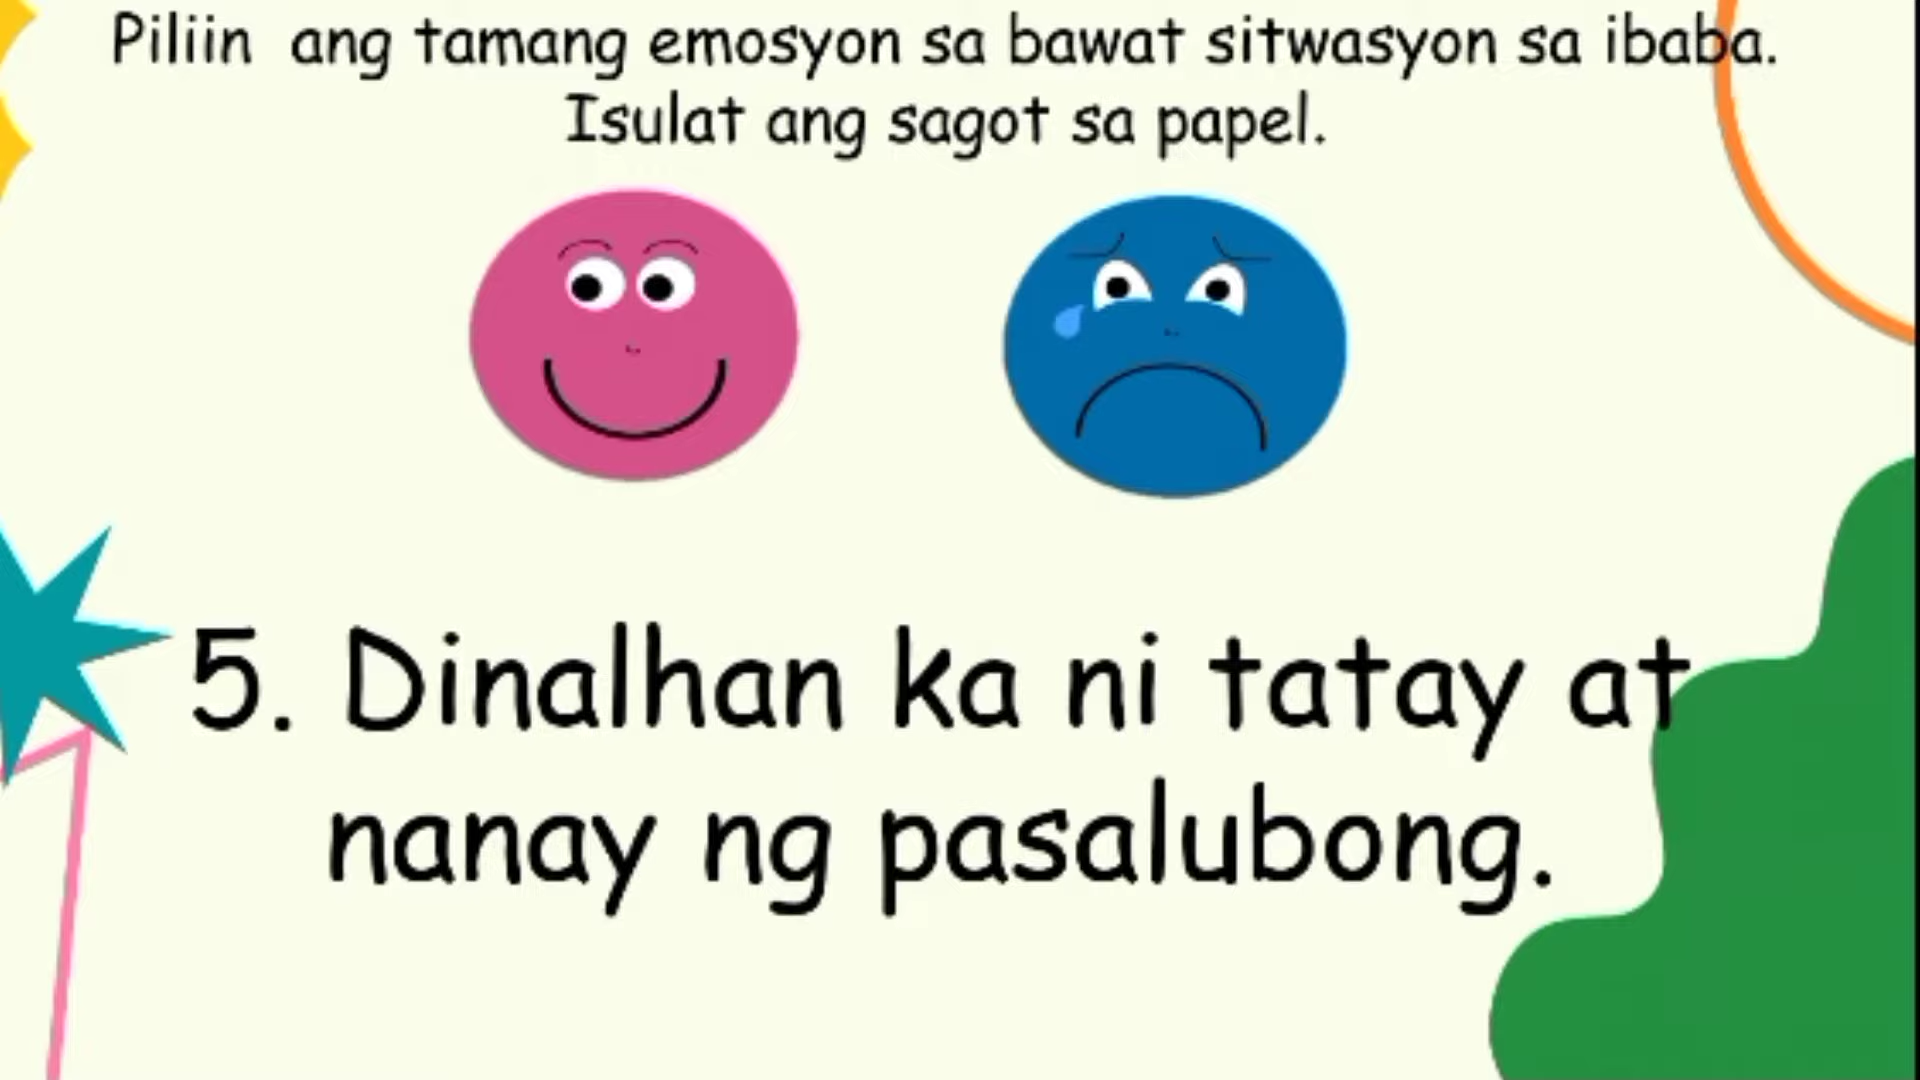 Piliin ang tamang emosyon sa bawat sitwasyon sa ibaba.
Isulat ang sagot sa papel.
5. Dinalhan ka ni tatay at
nanay ng pasalubong.